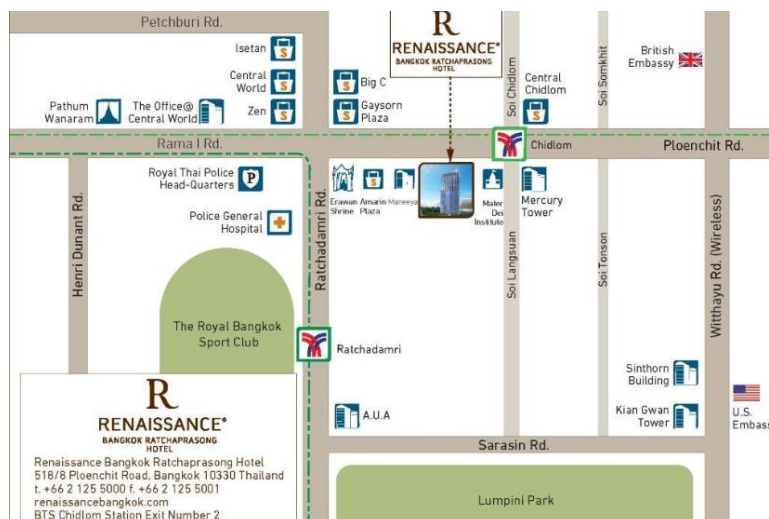 Petchburi Rd.
R
RENAISSANCE®
BANGKOK RATCHAPRASONG
HOTEL
Isetan
Central
World
Zen
Pathum
Wanaram
The Office@
Central World
Big C
Gaysorn
Plaza
Soi Chidlom
Central
Chidlom
Soi Somkhit
British
Embassy
Rama I Rd.
Chidlom
Ploenchit Rd.
Henri Dunant Rd.
Royal Thai Police
Head-Quarters
P
Police General
Hospital
Ratchadamri Rd.
Erawan
Shrine
Amarin
Plaza
Maneeya
Mater
Dei
Institute
Mercury
Tower
Soi Langsuan
Soi Tonson
Witthayu Rd. (Wireless)
The Royal Bangkok
Sport Club
Ratchadamri
Sinthorn
Building
Kian Gwan
Tower
U.S.
Embass
A.U.A
Sarasin Rd.
Lumpini Park
R
RENAISSANCE®
BANGKOK RATCHAPRASONG
HOTEL
Renaissance Bangkok Ratchaprasong Hotel
518/8 Ploenchit Road, Bangkok 10330 Thailand
t. +66 2 125 5000 f. +66 2 125 5001
renaissancebangkok.com
BTS Chidlom Station Exit Number 2